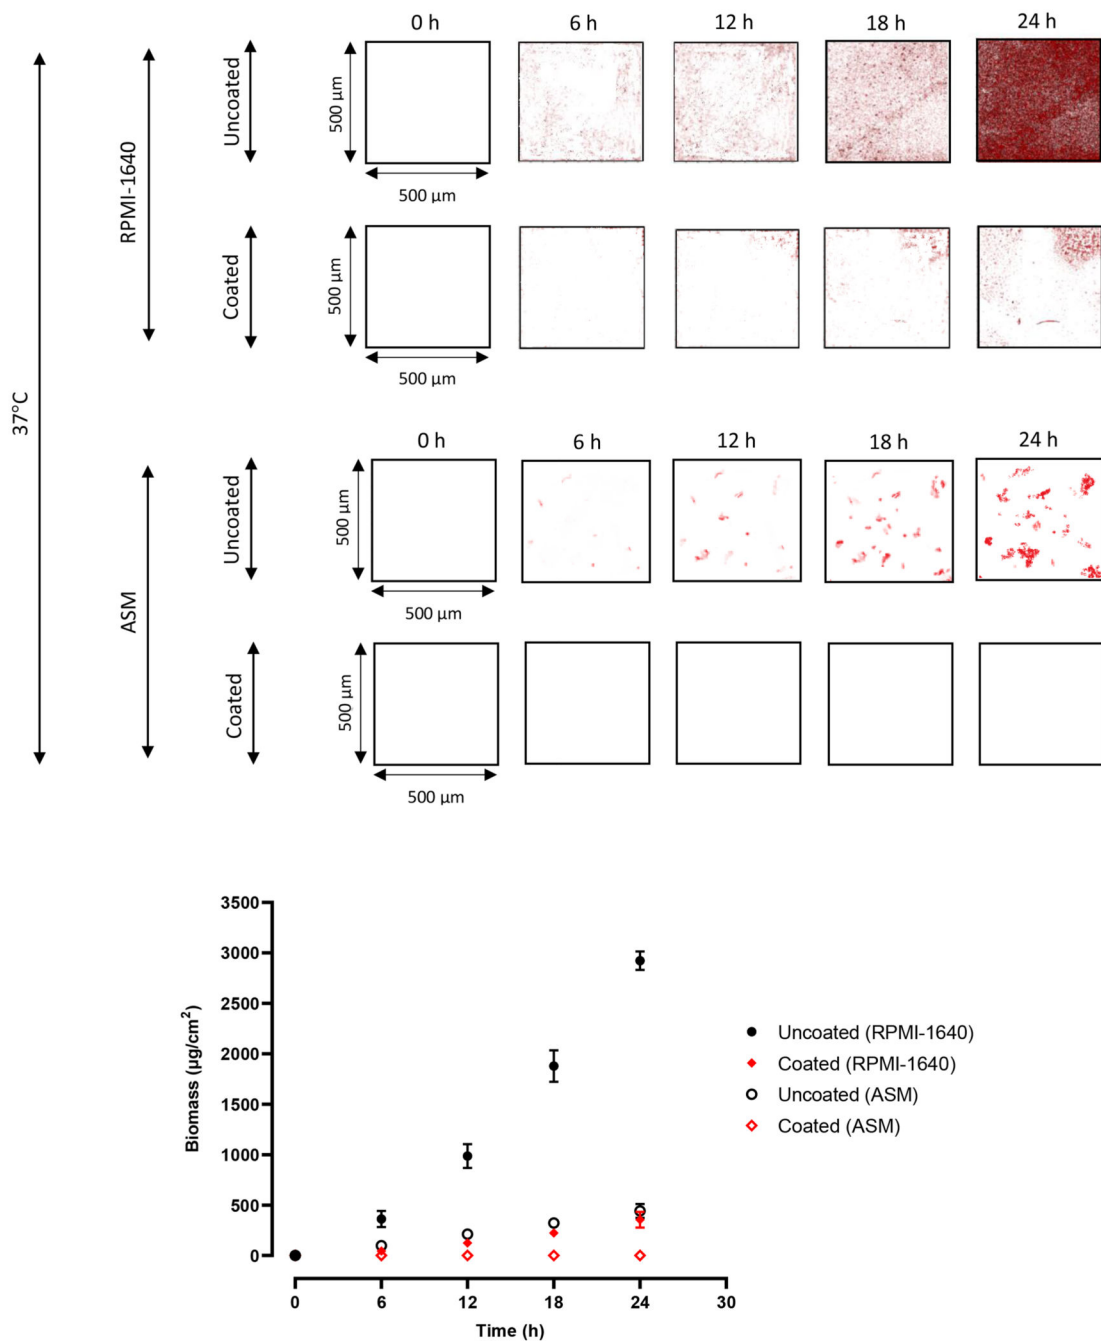 0 h 6 h 12 h 18 h 24 h
37°C
RPMI-1640
Uncoated
500 µm
500 µm
Coated
500 µm
500 µm
0 h 6 h 12 h 18 h 24 h
ASM
Uncoated
500 µm
500 µm
Coated
500 µm
500 µm
Biomass (µg/cm²)
3500
3000
2500
2000
1500
1000
500
0
0 6 12 18 24 30
Time (h)
Uncoated (RPMI-1640)
Coated (RPMI-1640)
Uncoated (ASM)
Coated (ASM)